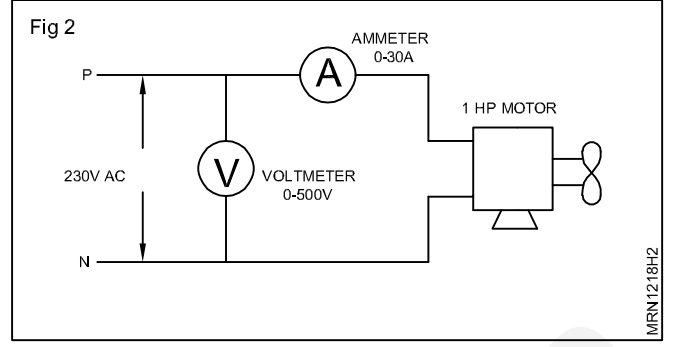 Fig 2
AMMETER
0-30A
P
A
1 HP MOTOR
230V AC
V
VOLTMETER
0-500V
N
MRN1218H2